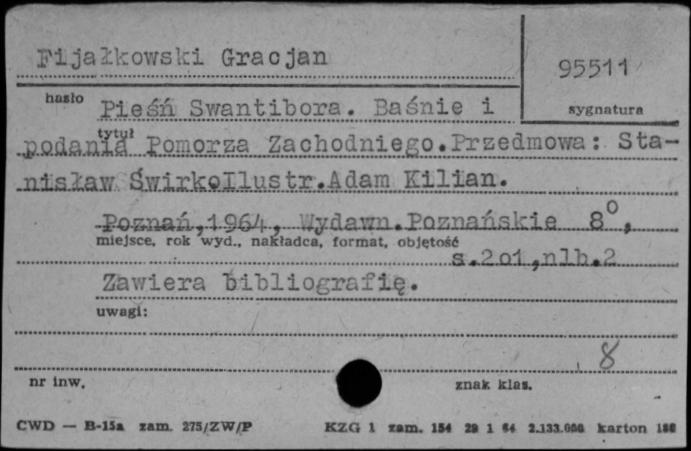 Fijałkowski Gracjan
95511
hasło
sygnatura
Pieśń Swantibora. Baśnie i
tytuł
podania Pomorza Zachodniego.Przedmowa: Sta-
nisław Świrko Ilustr.Adam Kilian.
Poznań,1964, Wydawn.Poznańskie 8°,
miejsce, rok wyd., nakładca, format, objętość
s.2o1,nlb.2
Zawiera bibliografię.
uwagi:
8
nr inw.
znak klas.
CWD — B-15a zam. 275/ZW/P
KZG 1 zam. 154 29 1 64 2.133.000 karton